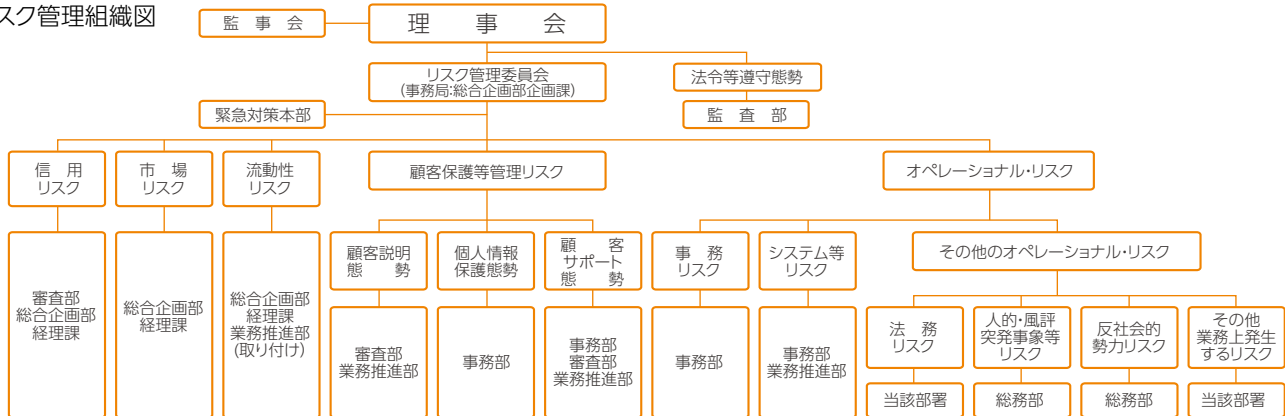 スク管理組織図
監事会
理事会
リスク管理委員会
(事務局:総合企画部企画課)
法令等遵守態勢
緊急対策本部
監査部
信用
リスク
市場
リスク
流動性
リスク
顧客保護等管理リスク
オペレーショナル・リスク
審査部
総合企画部
経理課
総合企画部
経理課
総合企画部
経理課
業務推進部
(取り付け)
顧客説明
態勢
個人情報
保護態勢
顧客
サポート
態勢
事務
リスク
システム等
リスク
その他のオペレーショナル・リスク
審査部
業務推進部
事務部
事務部
審査部
業務推進部
事務部
事務部
業務推進部
法務
リスク
人的・風評
突発事象等
リスク
反社会的
勢力リスク
その他
業務上発生
するリスク
当該部署
総務部
総務部
当該部署